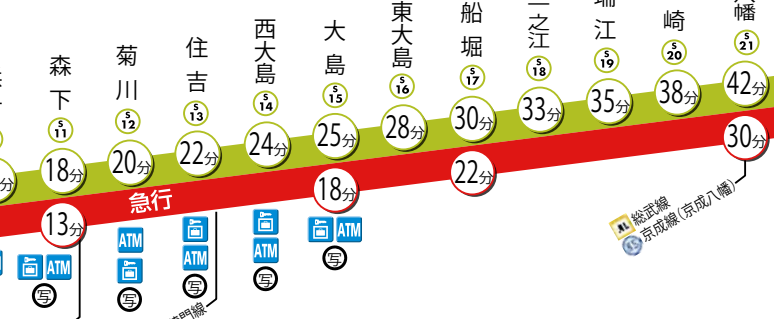 森下
菊川
住吉
西大島
大島
東大島
船堀
之江
江
崎
幡
S 11
S 12
S 13
S 14
S 15
S 16
S 17
S 18
S 19
S 20
S 21
分
18分
20分
22分
24分
25分
28分
30分
33分
35分
38分
42分
急行
13分
18分
22分
30分
ATM
写
ATM
写
ATM
写
ATM
写
ATM
写
門線
JR 総武線
KS 京成線(京成八幡)